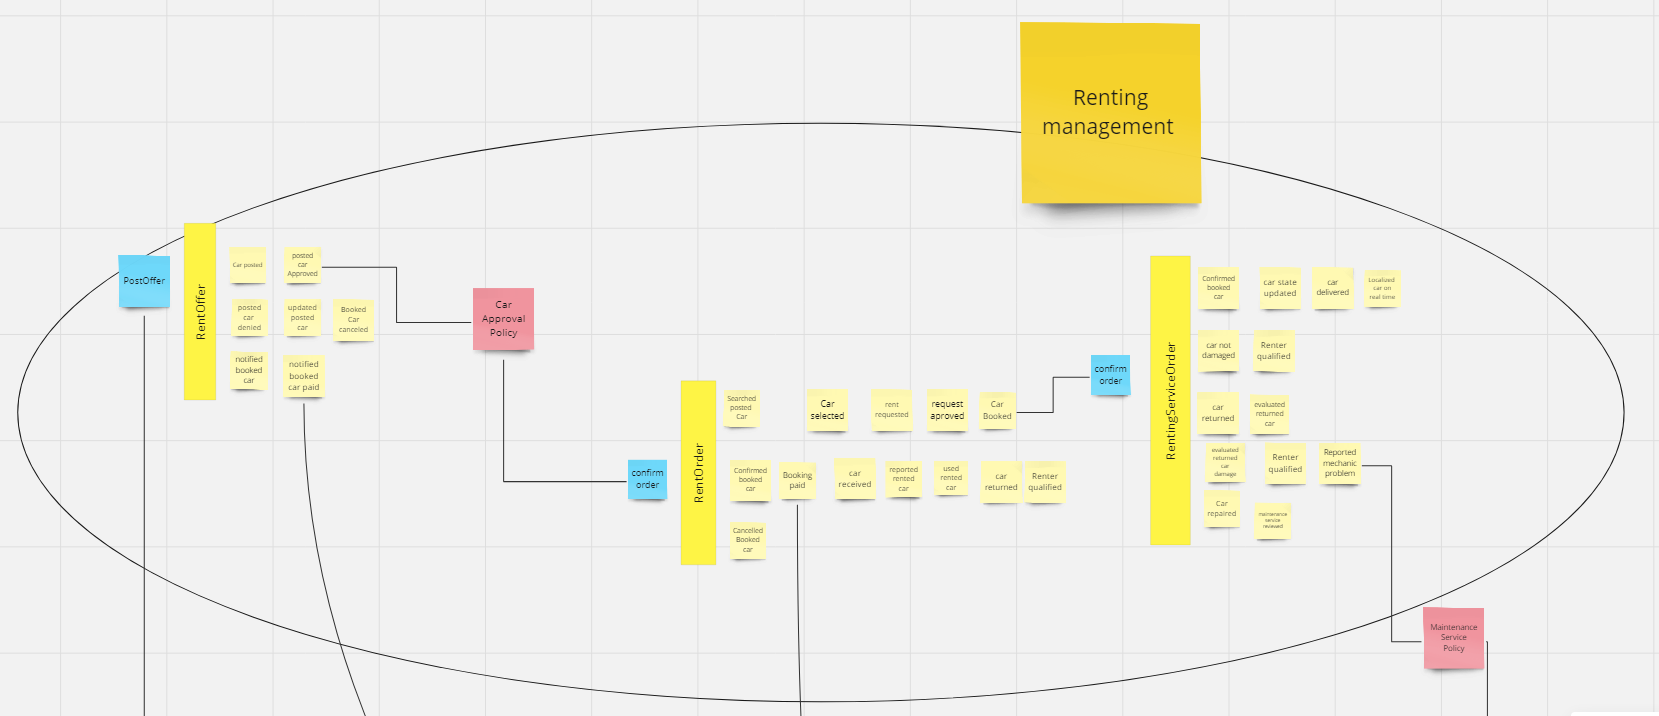 Renting
management
PostOffer
RentOffer
Car posted
posted
car
Approved
posted
car
denied
updated
posted
car
Booked
Car
canceled
notified
booked
car
notified
booked
car paid
Car
Approval
Policy
confirm
order
RentOrder
Searched
posted
Car
Car
selected
rent
requested
request
aproved
Car
Booked
Confirmed
booked
car
Booking
paid
car
received
reported
rented
car
used
rented
car
car
returned
Renter
qualified
Cancelled
Booked
car
confirm
order
RentingServiceOrder
Confirmed
booked
car
car state
updated
car
delivered
Localized
car on
real time
car not
damaged
Renter
qualified
car
returned
evaluated
returned
car
evaluated
returned
car
damage
Renter
qualified
Reported
mechanic
problem
Car
repaired
maintenance
service
reviewed
Maintenance
Service
Policy